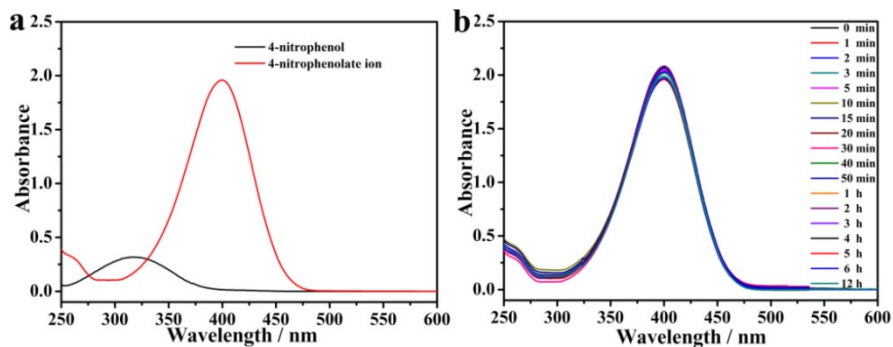 a
2.5
2.0
1.5
1.0
0.5
0.0
Absorbance
4-nitrophenol
4-nitrophenolate ion
250 300 350 400 450 500 550 600
Wavelength / nm
b
2.5
2.0
1.5
1.0
0.5
0.0
Absorbance
0 min
1 min
2 min
3 min
5 min
10 min
15 min
20 min
30 min
40 min
50 min
1 h
2 h
3 h
4 h
5 h
6 h
12 h
250 300 350 400 450 500 550 600
Wavelength / nm